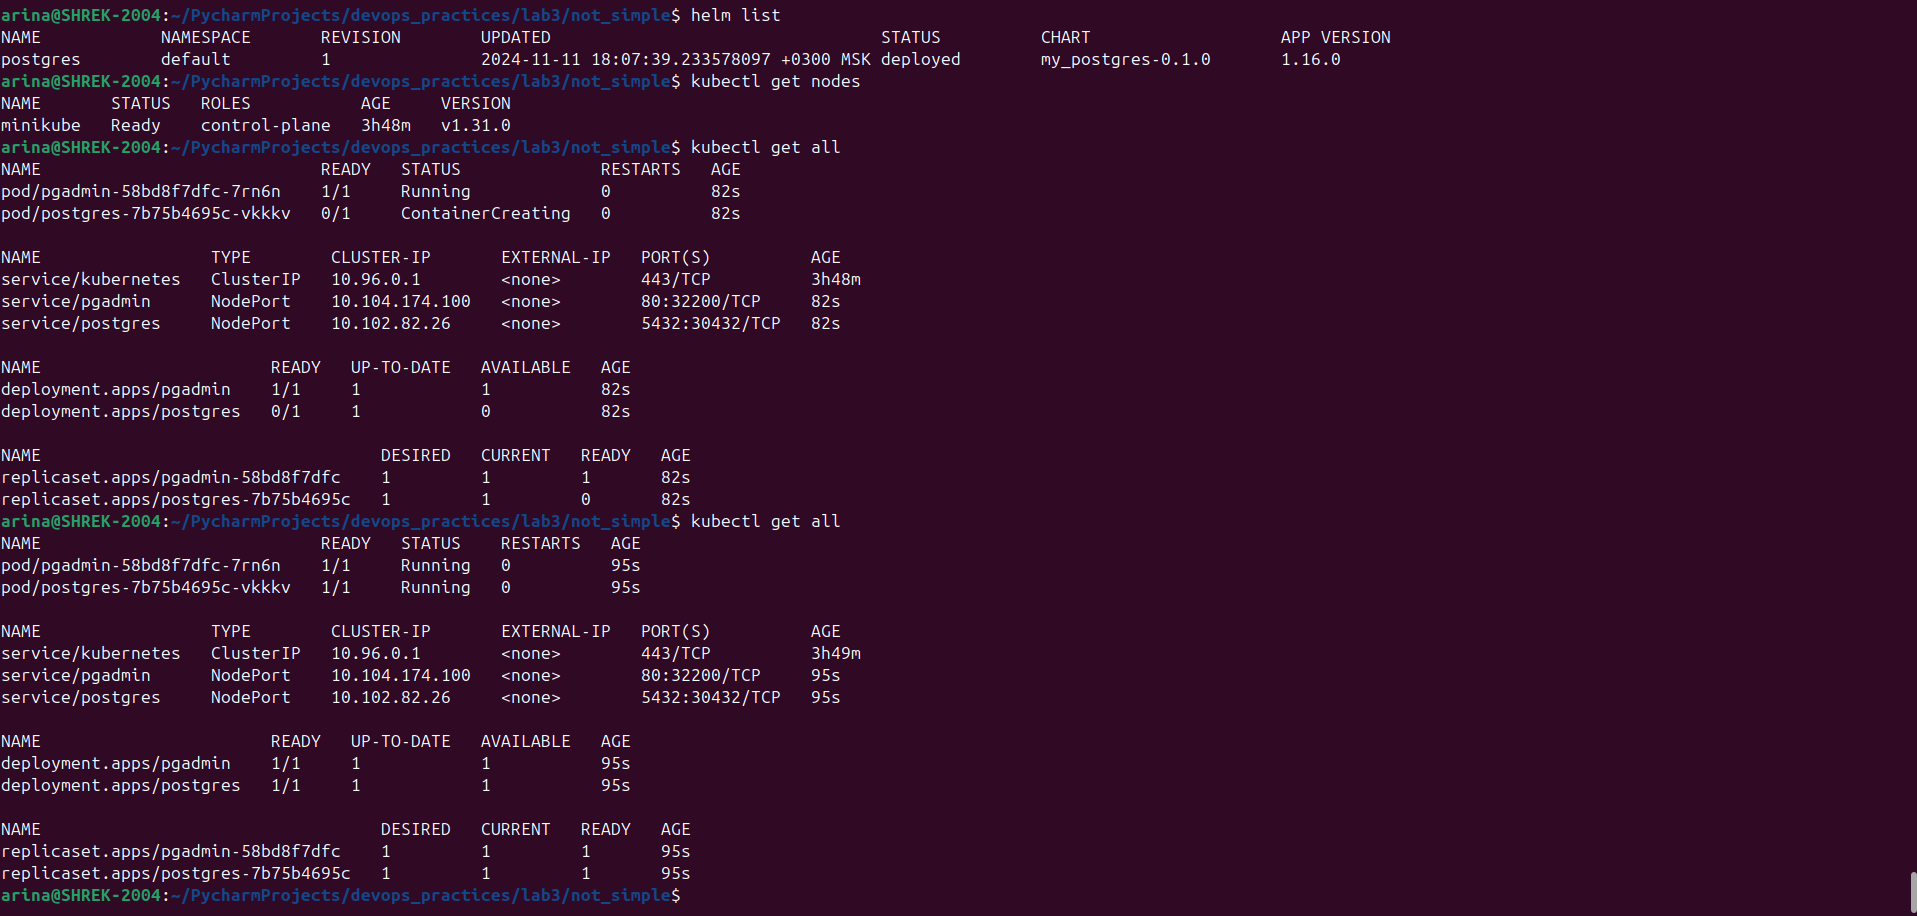 arina@SHREK-2004:~/PycharmProjects/devops_practices/lab3/not_simple$ helm list
NAME            NAMESPACE       REVISION        UPDATED                                 STATUS          CHART                   APP VERSION
postgres        default         1               2024-11-11 18:07:39.233578097 +0300 MSK deployed        my_postgres-0.1.0       1.16.0
arina@SHREK-2004:~/PycharmProjects/devops_practices/lab3/not_simple$ kubectl get nodes
NAME       STATUS   ROLES           AGE     VERSION
minikube   Ready    control-plane   3h48m   v1.31.0
arina@SHREK-2004:~/PycharmProjects/devops_practices/lab3/not_simple$ kubectl get all
NAME                            READY   STATUS              RESTARTS   AGE
pod/pgadmin-58bd8f7dfc-7rn6n    1/1     Running             0          82s
pod/postgres-7b75b4695c-vkkkv   0/1     ContainerCreating   0          82s

NAME                 TYPE        CLUSTER-IP       EXTERNAL-IP   PORT(S)          AGE
service/kubernetes   ClusterIP   10.96.0.1        <none>        443/TCP          3h48m
service/pgadmin      NodePort    10.104.174.100   <none>        80:32200/TCP     82s
service/postgres     NodePort    10.102.82.26     <none>        5432:30432/TCP   82s

NAME                       READY   UP-TO-DATE   AVAILABLE   AGE
deployment.apps/pgadmin    1/1     1            1           82s
deployment.apps/postgres   0/1     1            0           82s

NAME                                  DESIRED   CURRENT   READY   AGE
replicaset.apps/pgadmin-58bd8f7dfc    1         1         1       82s
replicaset.apps/postgres-7b75b4695c   1         1         0       82s
arina@SHREK-2004:~/PycharmProjects/devops_practices/lab3/not_simple$ kubectl get all
NAME                            READY   STATUS    RESTARTS   AGE
pod/pgadmin-58bd8f7dfc-7rn6n    1/1     Running   0          95s
pod/postgres-7b75b4695c-vkkkv   1/1     Running   0          95s

NAME                 TYPE        CLUSTER-IP       EXTERNAL-IP   PORT(S)          AGE
service/kubernetes   ClusterIP   10.96.0.1        <none>        443/TCP          3h49m
service/pgadmin      NodePort    10.104.174.100   <none>        80:32200/TCP     95s
service/postgres     NodePort    10.102.82.26     <none>        5432:30432/TCP   95s

NAME                       READY   UP-TO-DATE   AVAILABLE   AGE
deployment.apps/pgadmin    1/1     1            1           95s
deployment.apps/postgres   1/1     1            1           95s

NAME                                  DESIRED   CURRENT   READY   AGE
replicaset.apps/pgadmin-58bd8f7dfc    1         1         1       95s
replicaset.apps/postgres-7b75b4695c   1         1         1       95s
arina@SHREK-2004:~/PycharmProjects/devops_practices/lab3/not_simple$